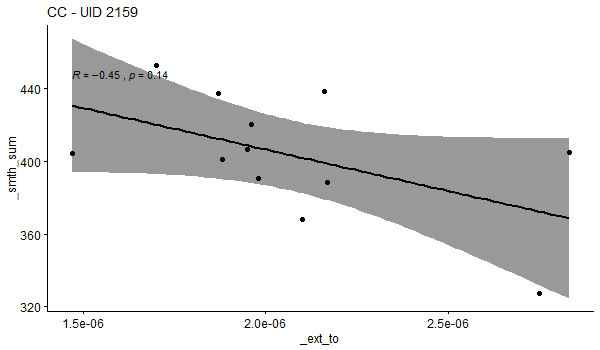 CC - UID 2159
R = −0.45 , p = 0.14
440
400
360
320
_smth_sum
1.5e-06 2.0e-06 2.5e-06
_ext_to